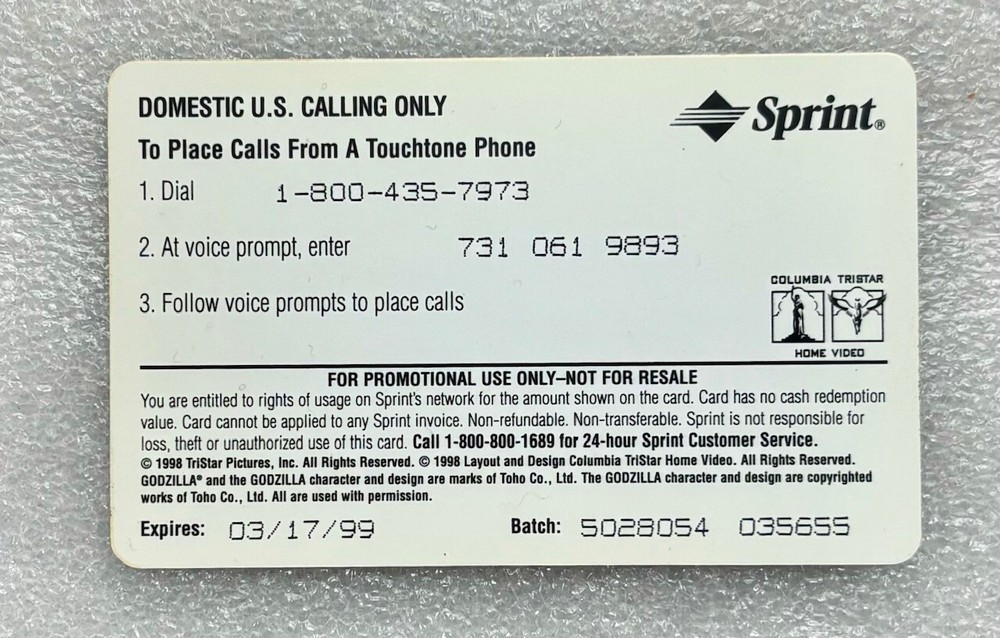 DOMESTIC U.S. CALLING ONLY
Sprint®
To Place Calls From A Touchtone Phone
1. Dial 1-800-435-7973
2. At voice prompt, enter 731 061 9893
3. Follow voice prompts to place calls
COLUMBIA TRISTAR
HOME VIDEO
FOR PROMOTIONAL USE ONLY–NOT FOR RESALE
You are entitled to rights of usage on Sprint's network for the amount shown on the card. Card has no cash redemption
value. Card cannot be applied to any Sprint invoice. Non-refundable. Non-transferable. Sprint is not responsible for
loss, theft or unauthorized use of this card. Call 1-800-800-1689 for 24-hour Sprint Customer Service.
© 1998 TriStar Pictures, Inc. All Rights Reserved. © 1998 Layout and Design Columbia TriStar Home Video. All Rights Reserved.
GODZILLA® and the GODZILLA character and design are marks of Toho Co., Ltd. The GODZILLA character and design are copyrighted
works of Toho Co., Ltd. All are used with permission.
Expires: 03/17/99 Batch: 5028054 035655